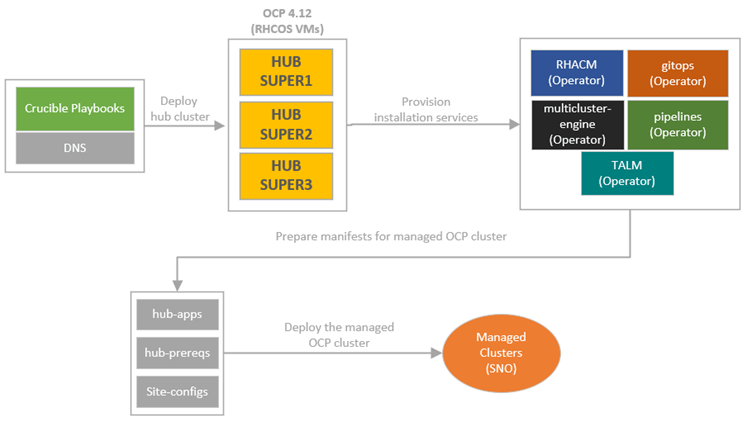 OCP 4.12
(RHCOS VMs)
Crucible Playbooks
DNS
Deploy
hub cluster
HUB
SUPER1
HUB
SUPER2
HUB
SUPER3
Provision
installation services
RHACM
(Operator)
gitops
(Operator)
multicluster-
engine
(Operator)
pipelines
(Operator)
TALM
(Operator)
Prepare manifests for managed OCP cluster
hub-apps
hub-prereqs
Site-configs
Deploy the managed
OCP cluster
Managed
Clusters
(SNO)